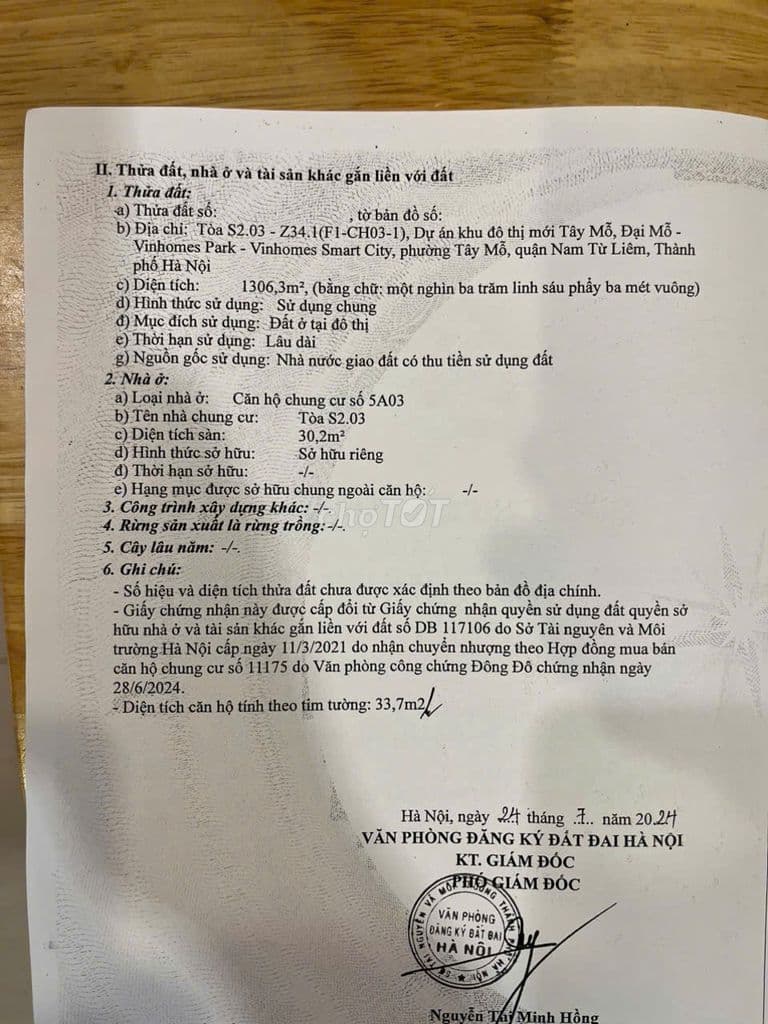 II. Thửa đất, nhà ở và tài sản khác gắn liền với đất
1. Thửa đất:
a) Thửa đất số: , tờ bản đồ số:
b) Địa chỉ: Tòa S2.03 - Z34.1(F1-CH03-1), Dự án khu đô thị mới Tây Mỗ, Đại Mỗ -
Vinhomes Park - Vinhomes Smart City, phường Tây Mỗ, quận Nam Từ Liêm, Thành
phố Hà Nội
c) Diện tích: 1306,3m², (bằng chữ: một nghìn ba trăm linh sáu phẩy ba mét vuông)
d) Hình thức sử dụng: Sử dụng chung
đ) Mục đích sử dụng: Đất ở tại đô thị
e) Thời hạn sử dụng: Lâu dài
g) Nguồn gốc sử dụng: Nhà nước giao đất có thu tiền sử dụng đất
2. Nhà ở:
a) Loại nhà ở: Căn hộ chung cư số 5A03
b) Tên nhà chung cư: Tòa S2.03
c) Diện tích sàn: 30,2m²
d) Hình thức sở hữu: Sở hữu riêng
đ) Thời hạn sở hữu: -/-
e) Hạng mục được sở hữu chung ngoài căn hộ: -/-
3. Công trình xây dựng khác: -/-.
4. Rừng sản xuất là rừng trồng: -/-.
chợTỐT
5. Cây lâu năm: -/-.
6. Ghi chú:
- Số hiệu và diện tích thửa đất chưa được xác định theo bản đồ địa chính.
- Giấy chứng nhận này được cấp đổi từ Giấy chứng nhận quyền sử dụng đất quyền sở
hữu nhà ở và tài sản khác gắn liền với đất số DB 117106 do Sở Tài nguyên và Môi
trường Hà Nội cấp ngày 11/3/2021 do nhận chuyển nhượng theo Hợp đồng mua bán
căn hộ chung cư số 11175 do Văn phòng công chứng Đông Đô chứng nhận ngày
28/6/2024.
- Diện tích căn hộ tính theo tim tường: 33,7m2
Hà Nội, ngày 24 tháng .7.. năm 2024
VĂN PHÒNG ĐĂNG KÝ ĐẤT ĐAI HÀ NỘI
KT. GIÁM ĐỐC
PHÓ GIÁM ĐỐC
SỞ TÀI NGUYÊN VÀ MÔI TRƯỜNG THÀNH PHỐ HÀ NỘI
VĂN PHÒNG
ĐĂNG KÝ ĐẤT ĐAI
HÀ NỘI
Nguyễn Thị Minh Hồng